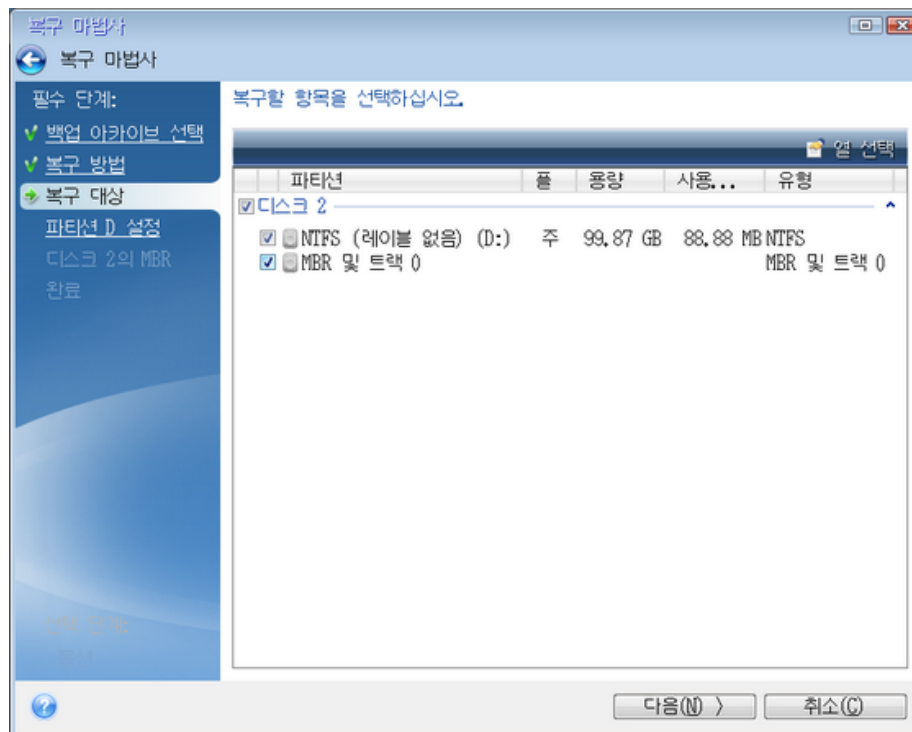 복구 마법사
복구 마법사
필수 단계:
백업 아카이브 선택
복구 방법
복구 대상
파티션 D 설정
디스크 2의 MBR
완료
복구할 항목을 선택하십시오.
열 선택
파티션 플 용량 사용... 유형
디스크 2
NTFS (레이블 없음) (D:) 주 99.87 GB 88.88 MB NTFS
MBR 및 트랙 0 MBR 및 트랙 0
다음(N) > 취소(C)